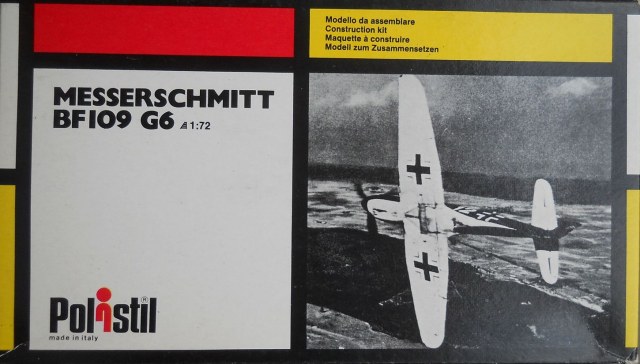 Modello da assemblare
Construction kit
Maquette à construire
Modell zum Zusammensetzen
MESSERSCHMITT
BF109 G6 1:72
Polistil®
made in italy